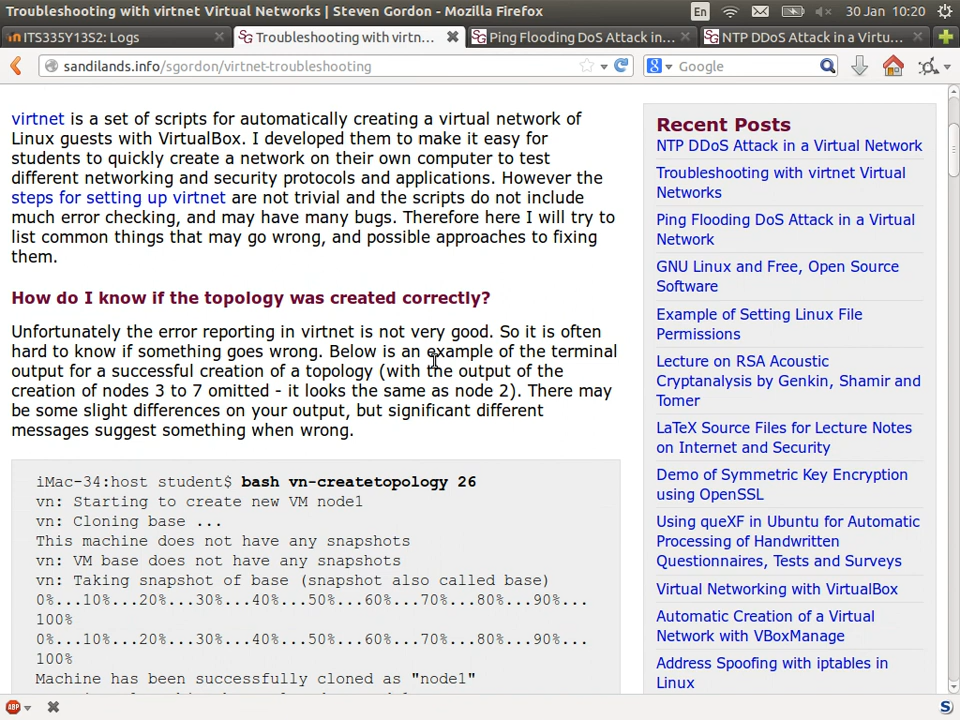 Troubleshooting with virtnet Virtual Networks | Steven Gordon - Mozilla Firefox
En
30 Jan 10:20
ITS335Y13S2: Logs
Troubleshooting with virtn...
Ping Flooding DoS Attack in...
NTP DDoS Attack in a Virtu...
sandilands.info/sgordon/virtnet-troubleshooting
Google
virtnet is a set of scripts for automatically creating a virtual network of
Linux guests with VirtualBox. I developed them to make it easy for
students to quickly create a network on their own computer to test
different networking and security protocols and applications. However the
steps for setting up virtnet are not trivial and the scripts do not include
much error checking, and may have many bugs. Therefore here I will try to
list common things that may go wrong, and possible approaches to fixing
them.
How do I know if the topology was created correctly?
Unfortunately the error reporting in virtnet is not very good. So it is often
hard to know if something goes wrong. Below is an example of the terminal
output for a successful creation of a topology (with the output of the
creation of nodes 3 to 7 omitted - it looks the same as node 2). There may
be some slight differences on your output, but significant different
messages suggest something when wrong.
iMac-34:host student$ bash vn-createtopology 26
vn: Starting to create new VM node1
vn: Cloning base ...
This machine does not have any snapshots
vn: VM base does not have any snapshots
vn: Taking snapshot of base (snapshot also called base)
0%...10%...20%...30%...40%...50%...60%...70%...80%...90%...
100%
0%...10%...20%...30%...40%...50%...60%...70%...80%...90%...
100%
Machine has been successfully cloned as "node1"
Recent Posts
NTP DDoS Attack in a Virtual Network
Troubleshooting with virtnet Virtual
Networks
Ping Flooding DoS Attack in a Virtual
Network
GNU Linux and Free, Open Source
Software
Example of Setting Linux File
Permissions
Lecture on RSA Acoustic
Cryptanalysis by Genkin, Shamir and
Tomer
LaTeX Source Files for Lecture Notes
on Internet and Security
Demo of Symmetric Key Encryption
using OpenSSL
Using queXF in Ubuntu for Automatic
Processing of Handwritten
Questionnaires, Tests and Surveys
Virtual Networking with VirtualBox
Automatic Creation of a Virtual
Network with VBoxManage
Address Spoofing with iptables in
Linux
ABP